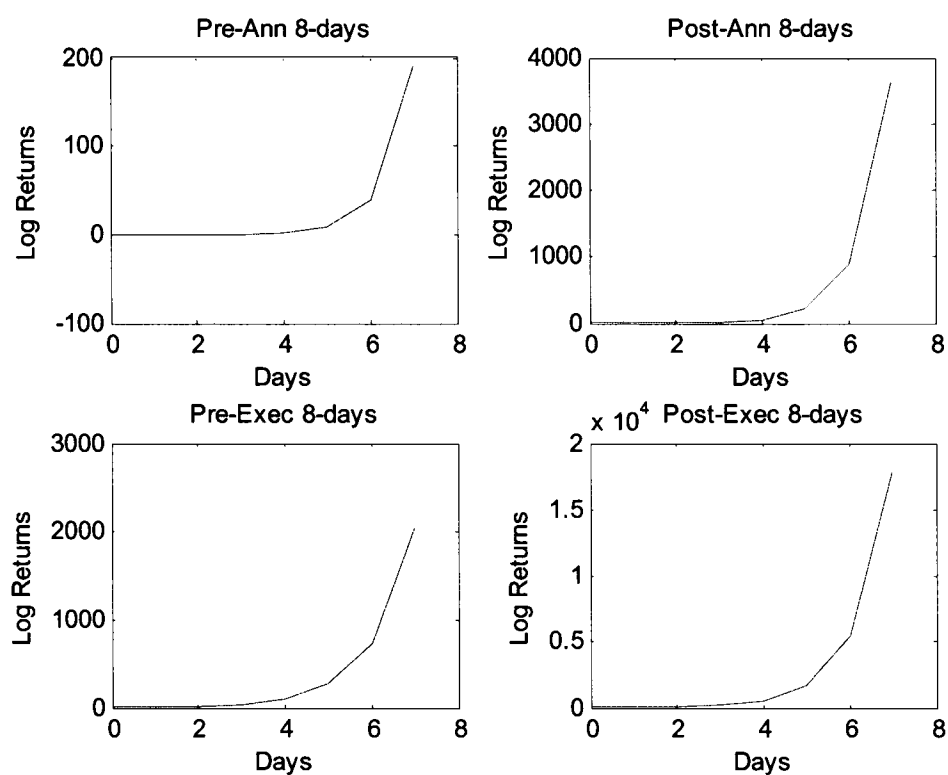 Pre-Ann 8-days
200
100
0
-100
Log Returns
0 2 4 6 8
Days
Post-Ann 8-days
4000
3000
2000
1000
0
Log Returns
0 2 4 6 8
Days
Pre-Exec 8-days
3000
2000
1000
0
Log Returns
0 2 4 6 8
Days
x 10^4 Post-Exec 8-days
2
1.5
1
0.5
0
Log Returns
0 2 4 6 8
Days